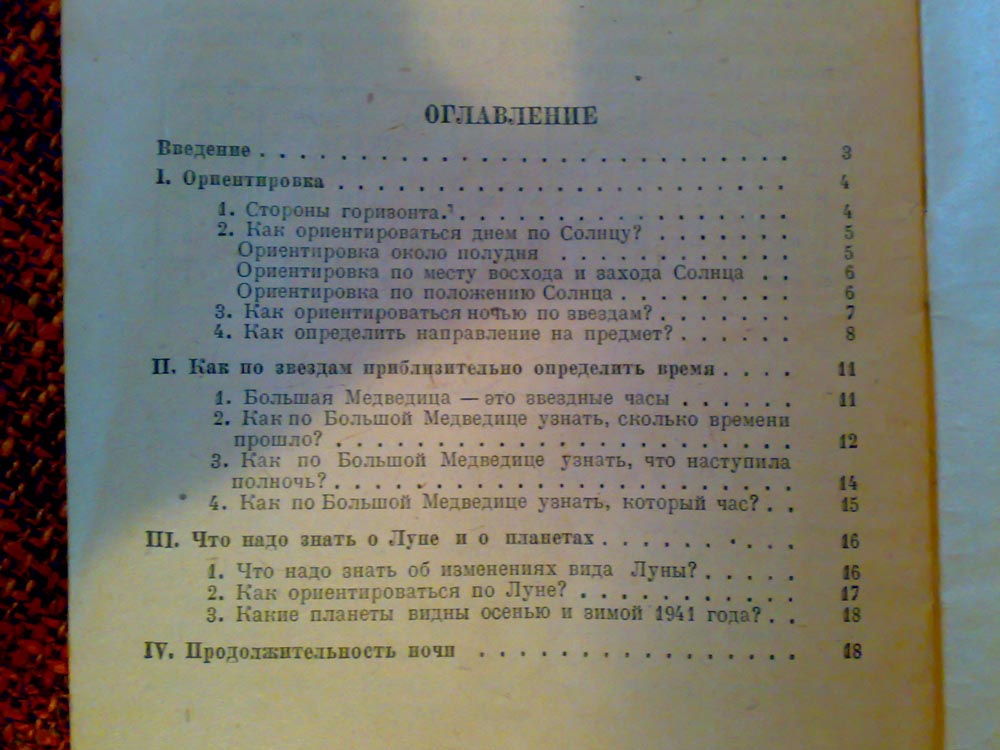 ОГЛАВЛЕНИЕ
Введение . . . . . . . . . . . . . . . . . . . . 3
I. Ориентировка . . . . . . . . . . . . . . . . . 4
1. Стороны горизонта. . . . . . . . . . . . . . 4
2. Как ориентироваться днем по Солнцу? . . . . . . 5
Ориентировка около полудня . . . . . . . . . 5
Ориентировка по месту восхода и захода Солнца . . 6
Ориентировка по положению Солнца . . . . . . . 6
3. Как ориентироваться ночью по звездам? . . . . . . 7
4. Как определить направление на предмет? . . . . . 8
II. Как по звездам приблизительно определить время . . . . 11
1. Большая Медведица — это звездные часы . . . . . . 11
2. Как по Большой Медведице узнать, сколько времени
прошло? . . . . . . . . . . . . . . . . . 12
3. Как по Большой Медведице узнать, что наступила
полночь? . . . . . . . . . . . . . . . . . 14
4. Как по Большой Медведице узнать, который час? . . 15
III. Что надо знать о Луне и о планетах . . . . . . . . 16
1. Что надо знать об изменениях вида Луны? . . . . . 16
2. Как ориентироваться по Луне? . . . . . . . . . 17
3. Какие планеты видны осенью и зимой 1941 года? . . 18
IV. Продолжительность ночи . . . . . . . . . . . . 18